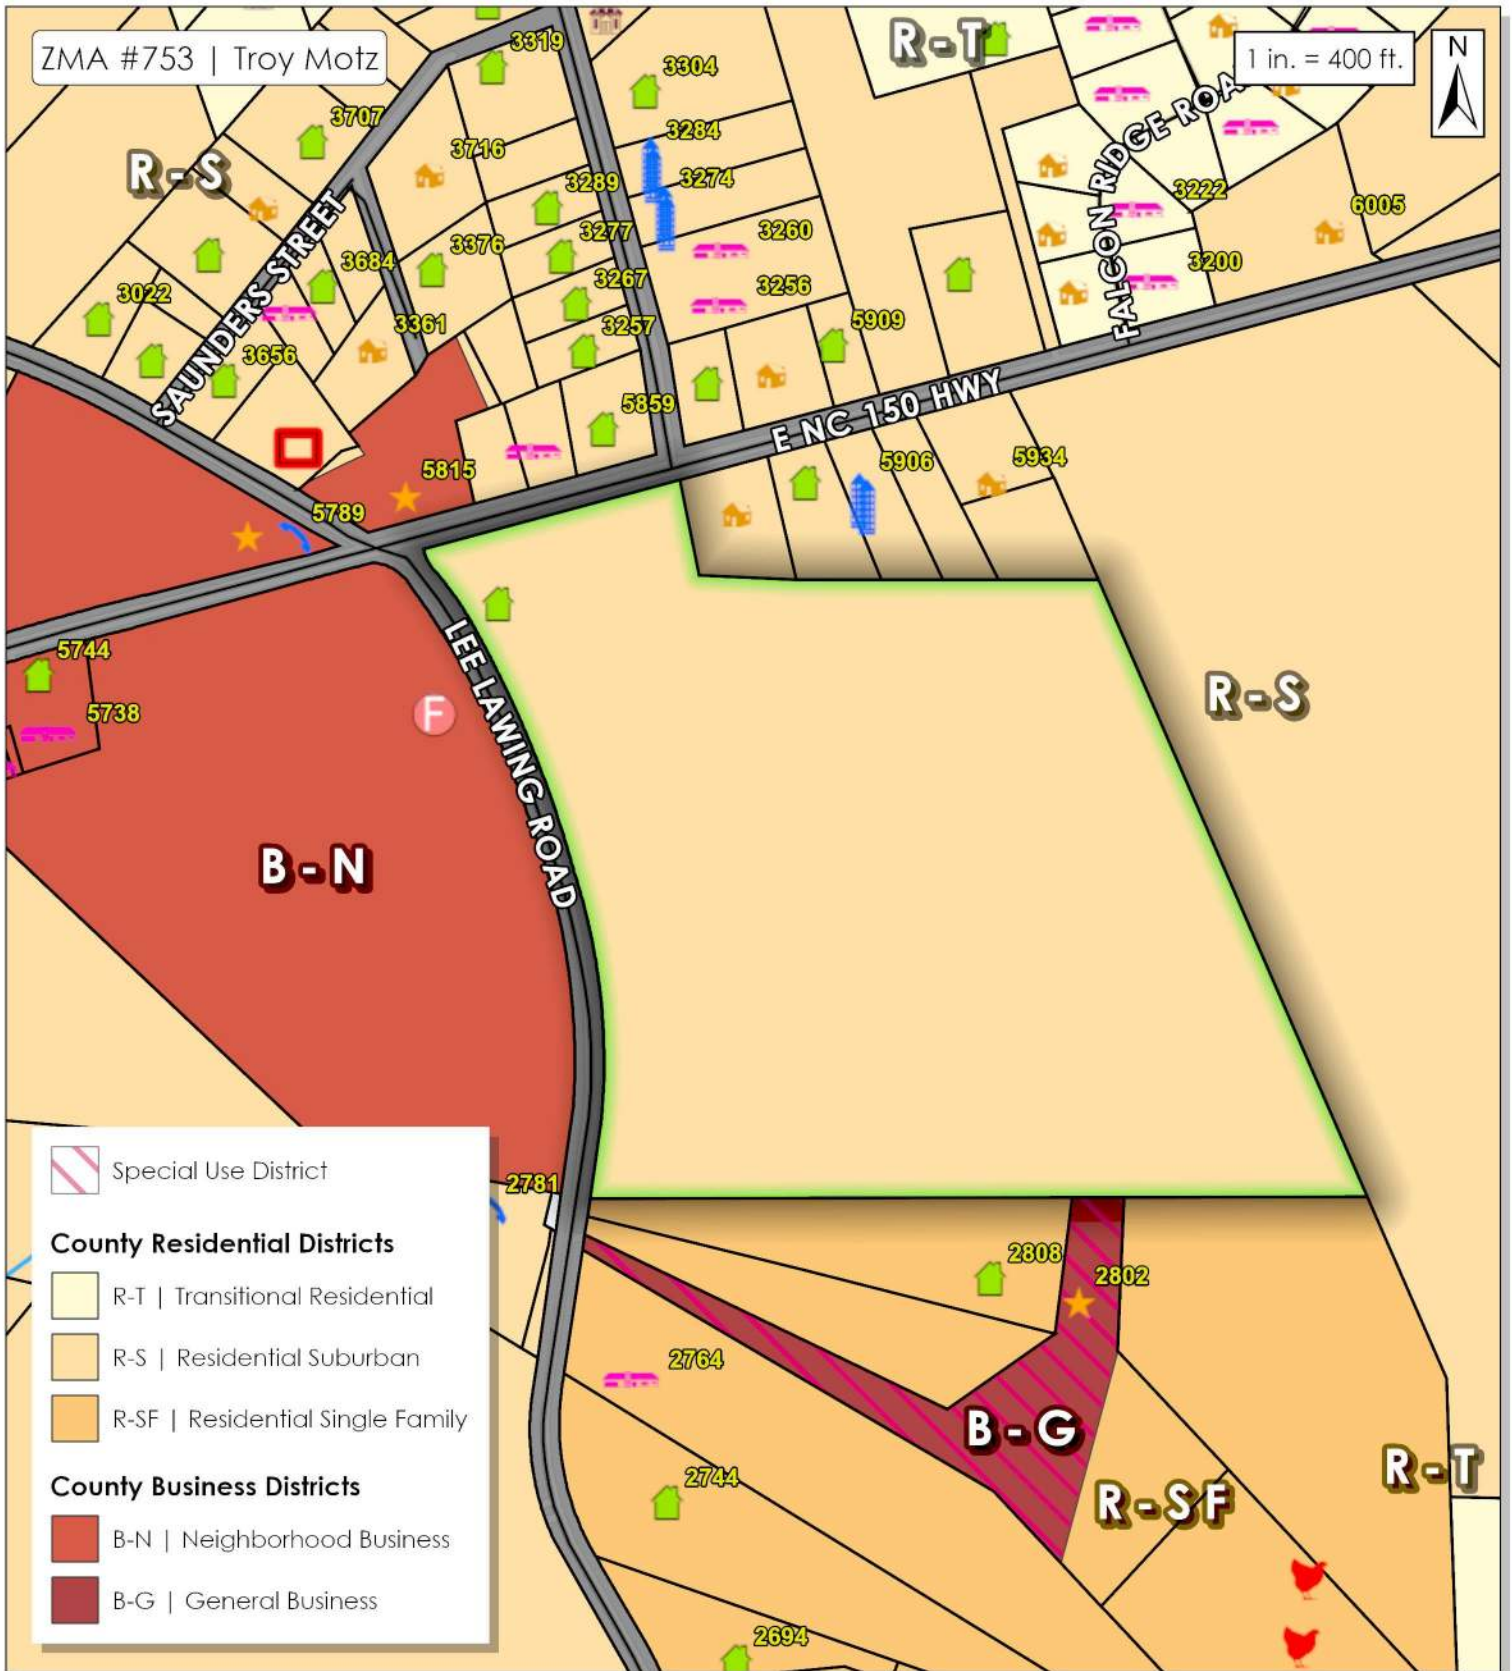 ZMA #753 | Troy Motz
1 in. = 400 ft.
N
R-T
R-S
3319
3304
3707
3716
3284
3289
3274
3222
6005
3277
3260
3376
3684
3267
3256
3200
3022
3361
3257
5909
3656
5859
SAUNDERS STREET
FALCON RIDGE ROA
E NC 150 HWY
5815
5906
5934
5789
LEE LAWING ROAD
5744
5738
F
R-S
B-N
2781
2808
2802
2764
B-G
2744
R-SF
R-T
2694
Special Use District
County Residential Districts
R-T | Transitional Residential
R-S | Residential Suburban
R-SF | Residential Single Family
County Business Districts
B-N | Neighborhood Business
B-G | General Business